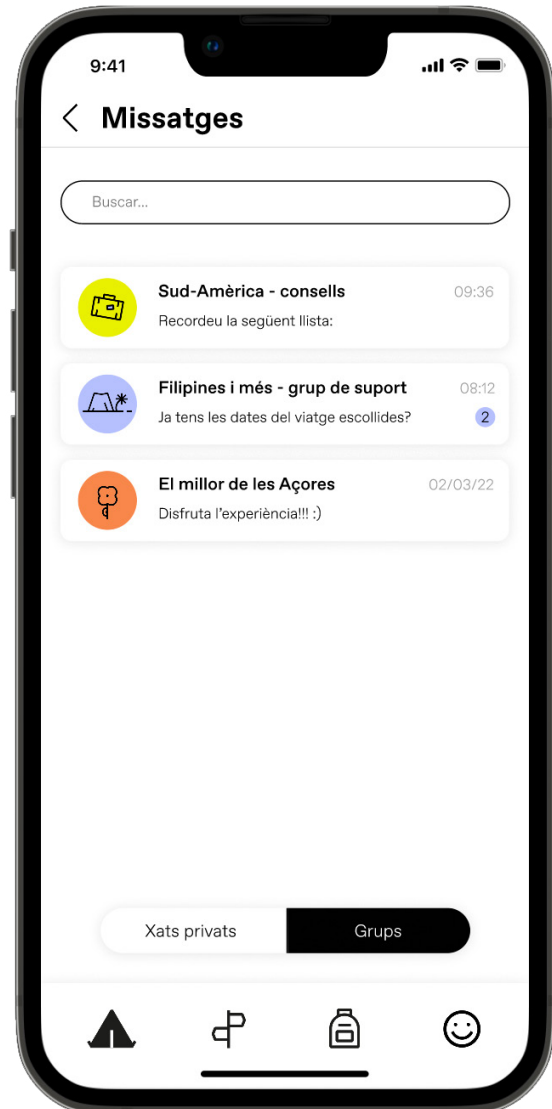 9:41
Missatges
Buscar...
Sud-Amèrica - consells 09:36
Recordeu la següent llista:
Filipines i més - grup de suport 08:12
Ja tens les dates del viatge escollides? 2
El millor de les Açores 02/03/22
Disfruta l'experiència!!! :)
Xats privats Grups